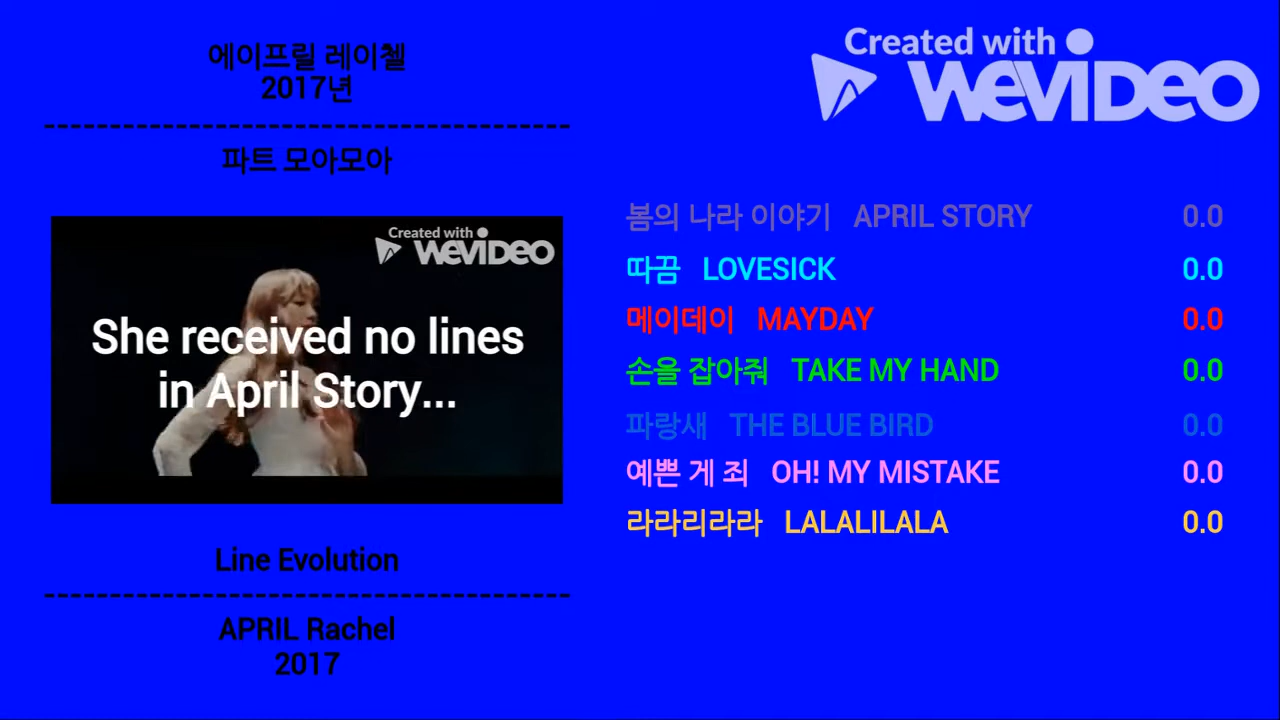 에이프릴 레이첼
2017년
파트 모아모아
Created with
WEVIDEO
She received no lines
in April Story...
Line Evolution
APRIL Rachel
2017
Created with
WEVIDEO
봄의 나라 이야기 APRIL STORY 0.0
따끔 LOVESICK 0.0
메이데이 MAYDAY 0.0
손을 잡아줘 TAKE MY HAND 0.0
파랑새 THE BLUE BIRD 0.0
예쁜 게 죄 OH! MY MISTAKE 0.0
라라리라라 LALALILALA 0.0